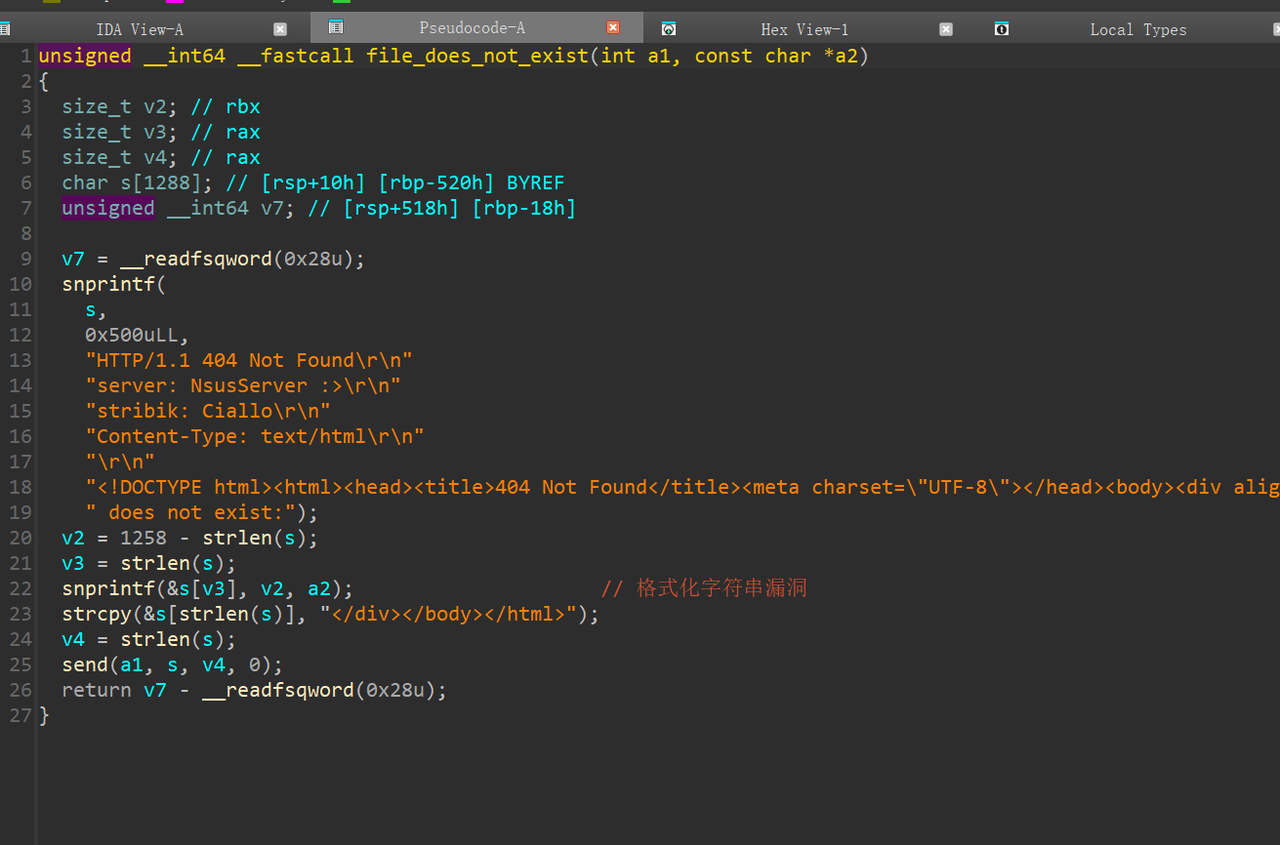 IDA View-A Pseudocode-A Hex View-1 Local Types
1 unsigned __int64 __fastcall file_does_not_exist(int a1, const char *a2)
2 {
3   size_t v2; // rbx
4   size_t v3; // rax
5   size_t v4; // rax
6   char s[1288]; // [rsp+10h] [rbp-520h] BYREF
7   unsigned __int64 v7; // [rsp+518h] [rbp-18h]
8
9   v7 = __readfsqword(0x28u);
10   snprintf(
11     s,
12     0x500uLL,
13     "HTTP/1.1 404 Not Found\r\n"
14     "server: NsusServer :>\r\n"
15     "stribik: Ciallo\r\n"
16     "Content-Type: text/html\r\n"
17     "\r\n"
18     "<!DOCTYPE html><html><head><title>404 Not Found</title><meta charset=\"UTF-8\"></head><body><div alig
19     " does not exist:");
20   v2 = 1258 - strlen(s);
21   v3 = strlen(s);
22   snprintf(&s[v3], v2, a2); // 格式化字符串漏洞
23   strcpy(&s[strlen(s)], "</div></body></html>");
24   v4 = strlen(s);
25   send(a1, s, v4, 0);
26   return v7 - __readfsqword(0x28u);
27 }